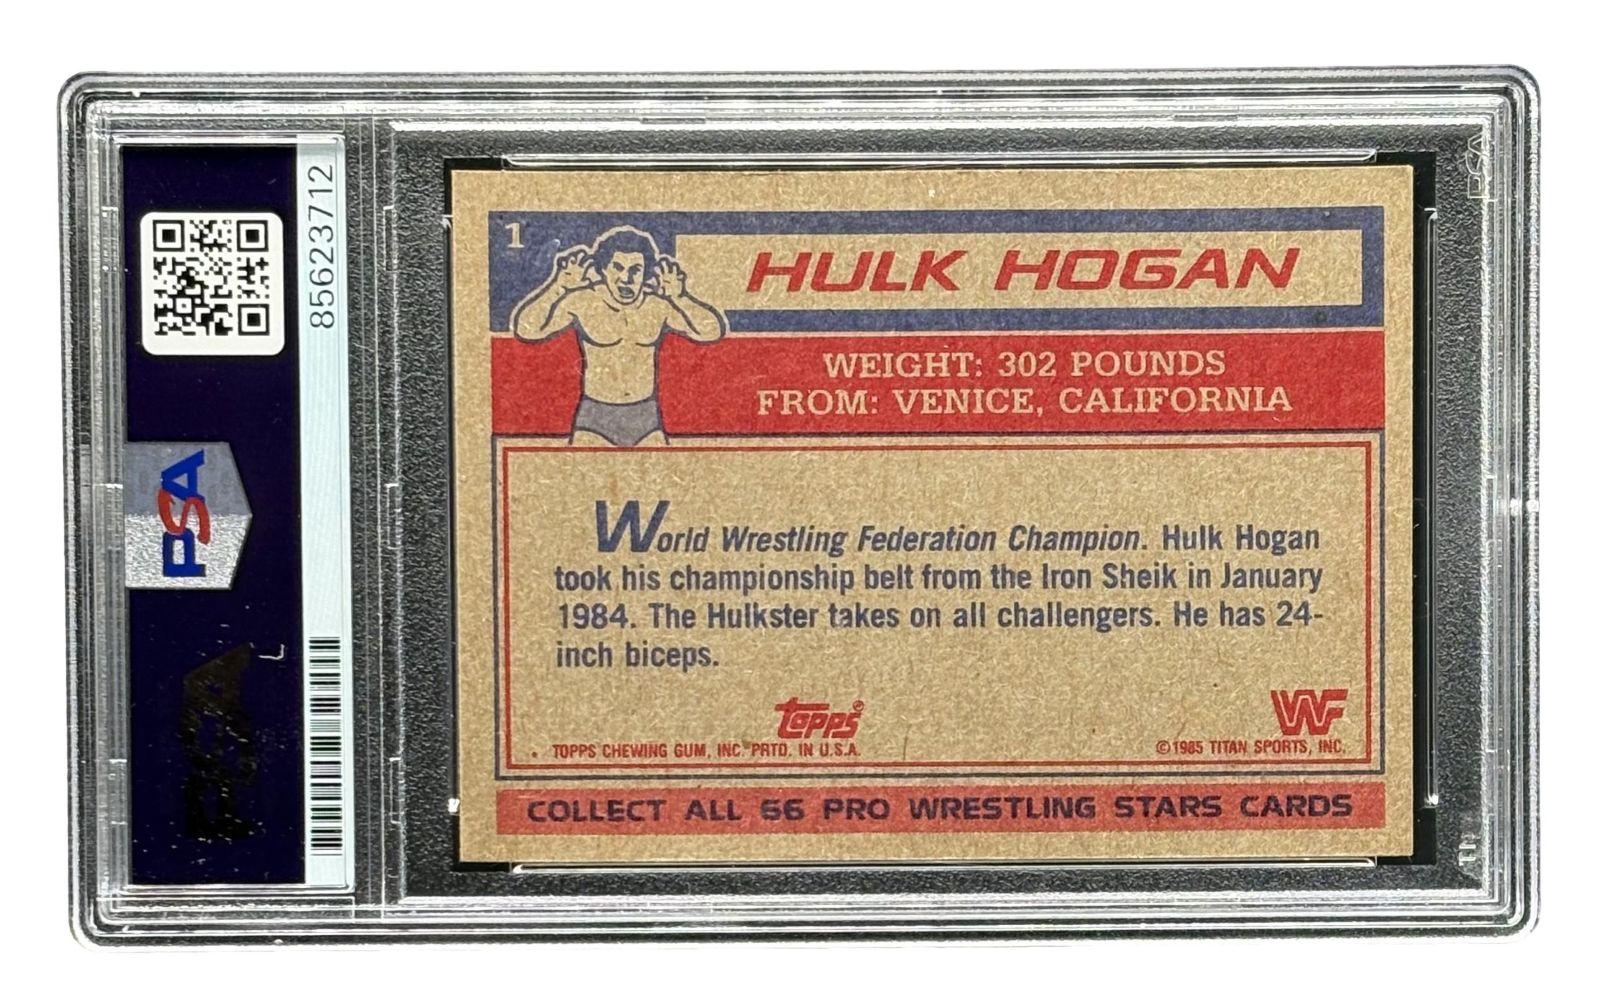 85623712
PSA
1
HULK HOGAN
WEIGHT: 302 POUNDS
FROM: VENICE, CALIFORNIA
World Wrestling Federation Champion. Hulk Hogan
took his championship belt from the Iron Sheik in January
1984. The Hulkster takes on all challengers. He has 24-
inch biceps.
Topps®
WF
TOPPS CHEWING GUM, INC. PRTD. IN U.S.A.
©1985 TITAN SPORTS, INC.
COLLECT ALL 66 PRO WRESTLING STARS CARDS
PSA